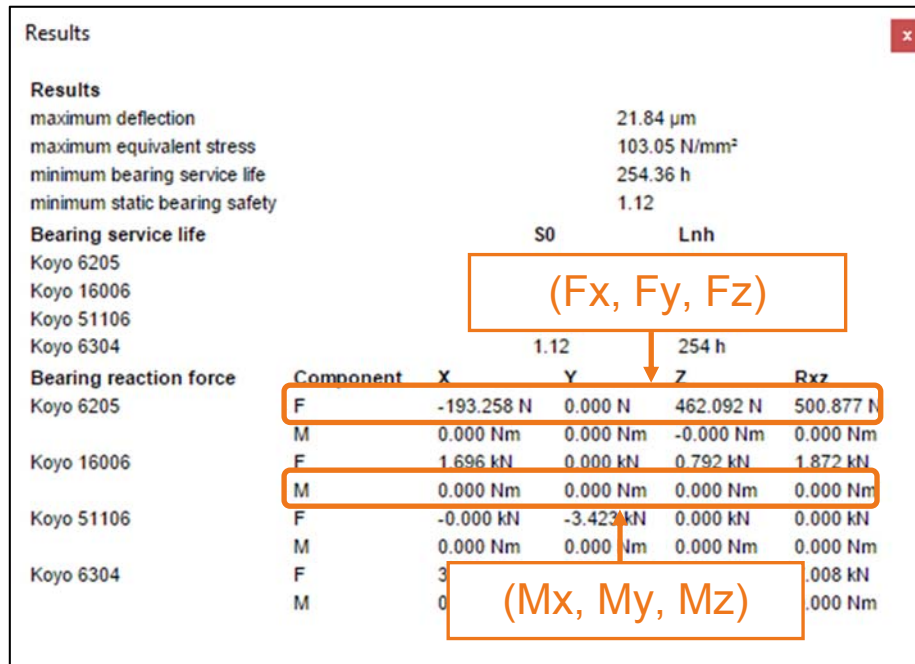 Results
x
Results
maximum deflection 21.84 µm
maximum equivalent stress 103.05 N/mm²
minimum bearing service life 254.36 h
minimum static bearing safety 1.12
Bearing service life S0 Lnh
Koyo 6205
Koyo 16006
Koyo 51106
Koyo 6304 1.12 254 h
(Fx, Fy, Fz)
Bearing reaction force Component X Y Z Rxz
Koyo 6205 F -193.258 N 0.000 N 462.092 N 500.877 N
M 0.000 Nm 0.000 Nm -0.000 Nm 0.000 Nm
Koyo 16006 F 1.696 kN 0.000 kN 0.792 kN 1.872 kN
M 0.000 Nm 0.000 Nm 0.000 Nm 0.000 Nm
Koyo 51106 F -0.000 kN -3.423 kN 0.000 kN 0.000 kN
M 0.000 Nm 0.000 Nm 0.000 Nm 0.000 Nm
Koyo 6304 F 3 .008 kN
M 0 .000 Nm
(Mx, My, Mz)